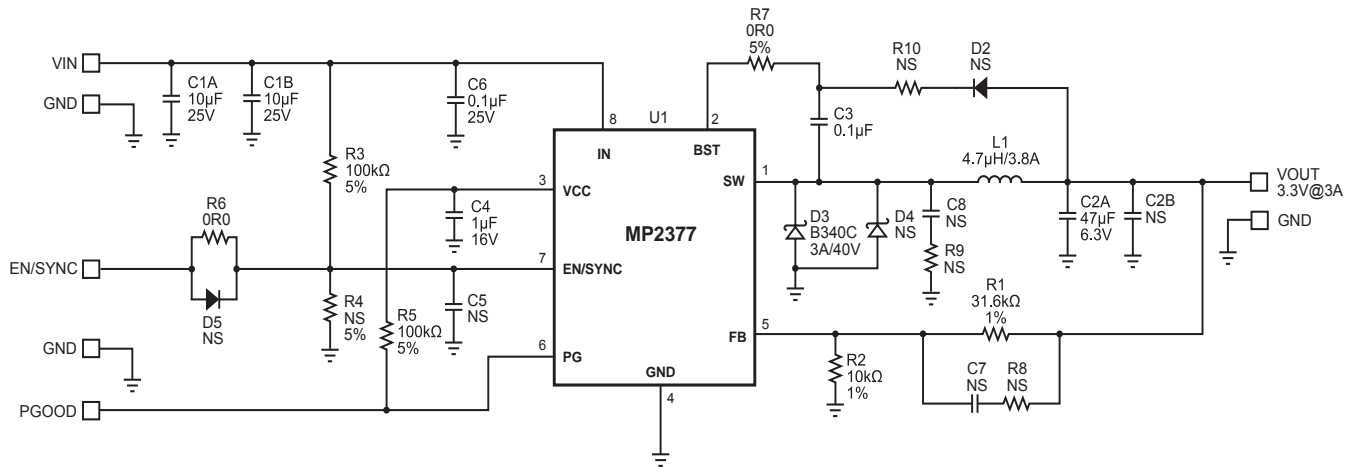 VIN
GND
C1A
10µF
25V
C1B
10µF
25V
C6
0.1µF
25V
R7
0R0
5%
R10
NS
D2
NS
C3
0.1µF
U1
8
2
IN
BST
R3
100kΩ
5%
3
VCC
SW
1
L1
4.7µH/3.8A
VOUT
3.3V@3A
GND
C4
1µF
16V
MP2377
D3
B340C
3A/40V
D4
NS
C8
NS
R9
NS
C2A
47µF
6.3V
C2B
NS
R6
0R0
EN/SYNC
D5
NS
7
EN/SYNC
R4
NS
5%
R5
100kΩ
5%
C5
NS
R1
31.6kΩ
1%
FB
5
GND
6
PG
GND
4
R2
10kΩ
1%
C7
NS
R8
NS
PGOOD